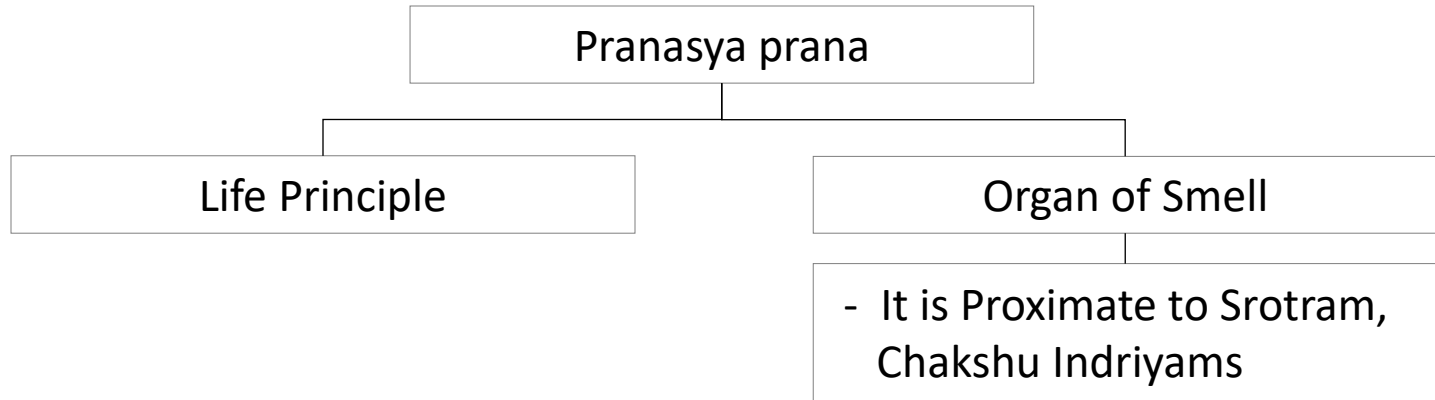 Pranasya prana
Life Principle
Organ of Smell
- It is Proximate to Srotram,
Chakshu Indriyams